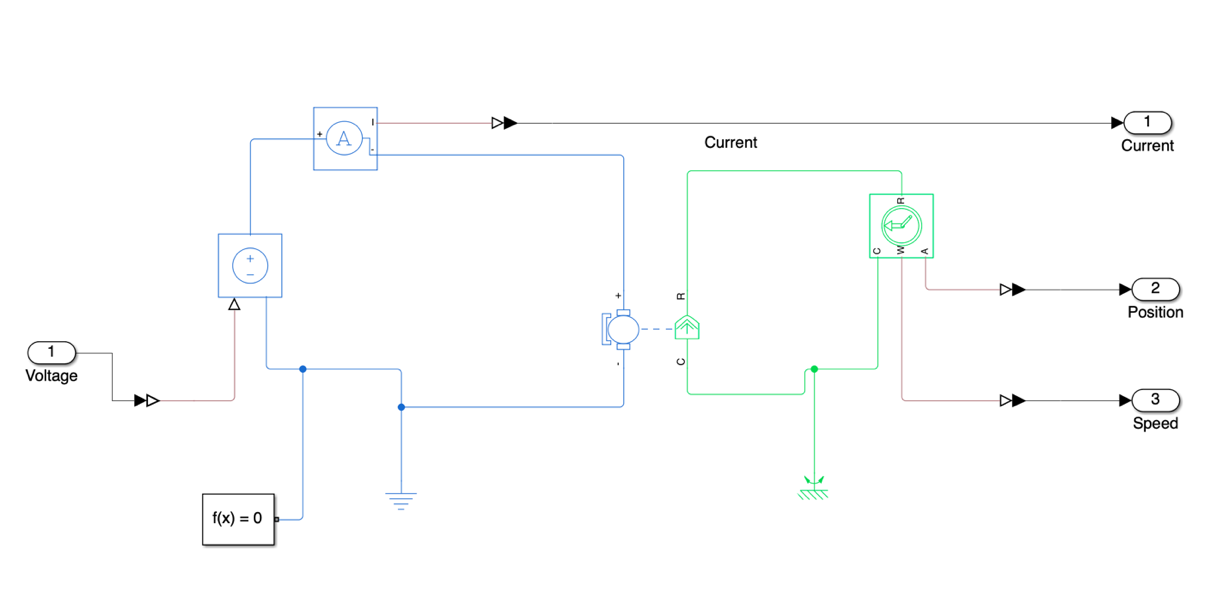 1
Current
Current
A
+
I
-
R
C
W
A
+
−
+
-
R
C
2
Position
1
Voltage
3
Speed
f(x) = 0